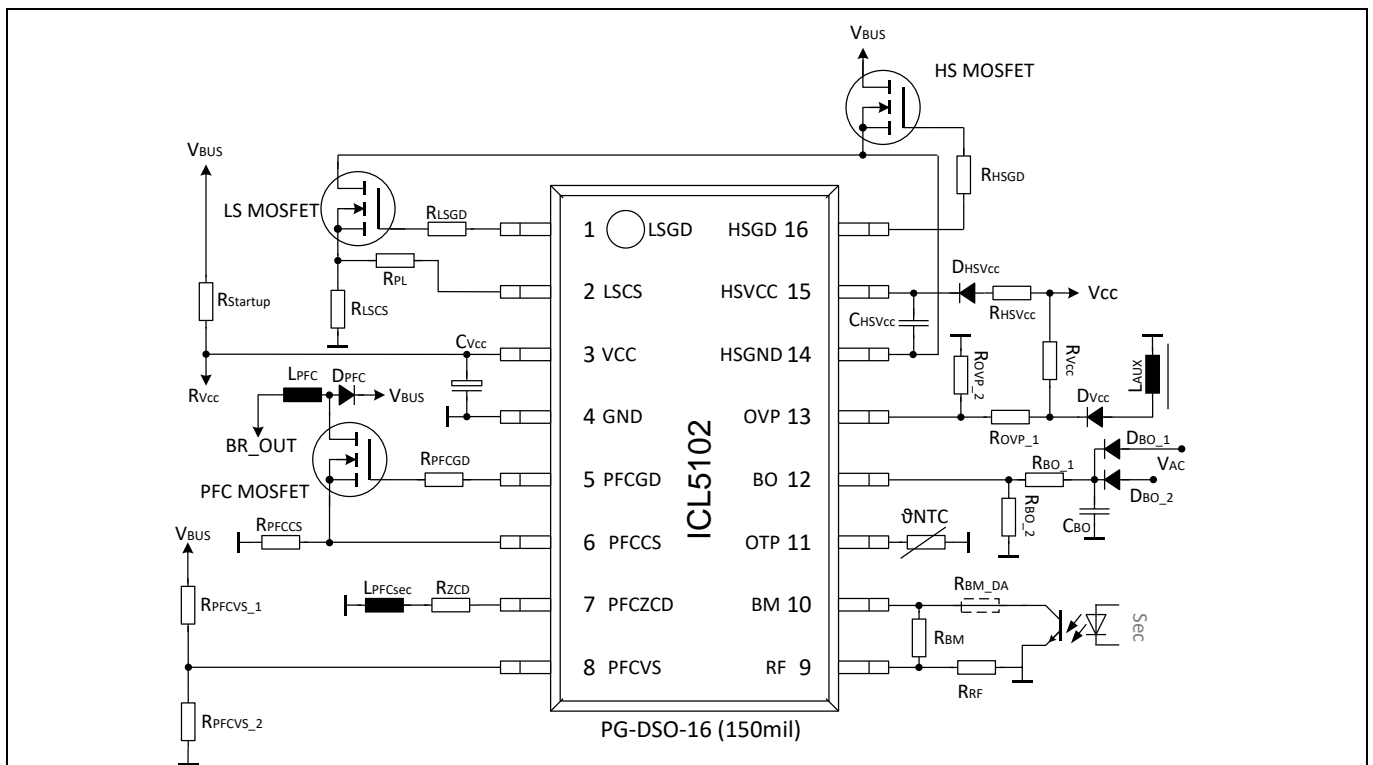 VBUS
HS MOSFET
VBUS
RHSGD
LS MOSFET
RLSGD
1 LSGD
HSGD 16
RPL
DHSVcc
RStartup
RLSCS
2 LSCS
HSVCC 15
Vcc
CHSVcc
RHSVcc
CVcc
3 VCC
HSGND 14
ROVP_2
RVcc
LAUX
RVcc
LPFC
DPFC
VBUS
4 GND
OVP 13
DVcc
ROVP_1
BR_OUT
DBO_1
RPFCGD
RBO_1
VAC
PFC MOSFET
5 PFCGD
BO 12
DBO_2
RBO_2
CBO
VBUS
RPFCCS
6 PFCCS
OTP 11
ϑNTC
ICL5102
LPFCsec
RZCD
RBM_DA
RPFCVS_1
7 PFCZCD
BM 10
RBM
Sec
8 PFCVS
RF 9
RRF
RPFCVS_2
PG-DSO-16 (150mil)